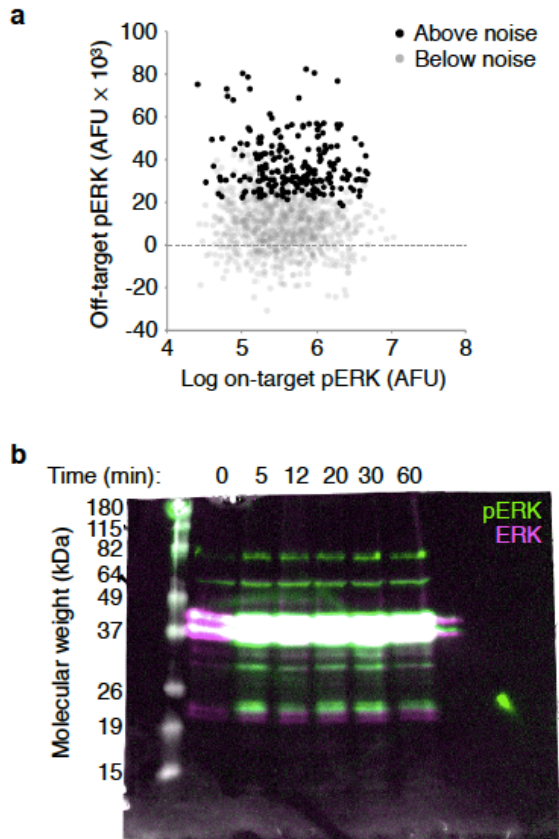 a
Above noise
Below noise
Off-target pERK (AFU × 10³)
100
80
60
40
20
0
-20
-40
4 5 6 7 8
Log on-target pERK (AFU)
b
Time (min): 0 5 12 20 30 60
pERK
ERK
Molecular weight (kDa)
180
115
82
64
49
37
26
19
15